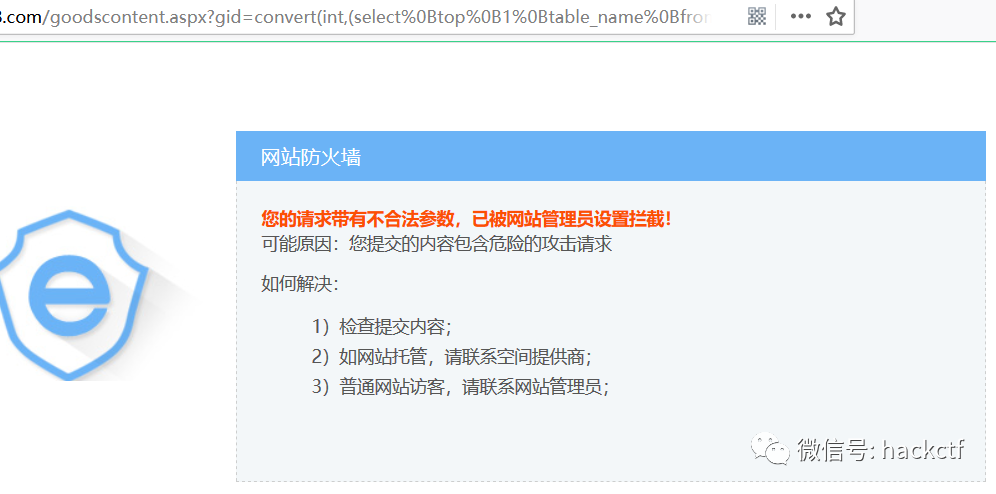 3.com/goodscontent.aspx?gid=convert(int,(select%0Btop%0B1%0Btable_name%0Bfror
网站防火墙
您的请求带有不合法参数，已被网站管理员设置拦截！
可能原因：您提交的内容包含危险的攻击请求
如何解决：
1）检查提交内容；
2）如网站托管，请联系空间提供商；
3）普通网站访客，请联系网站管理员；
微信号: hackctf